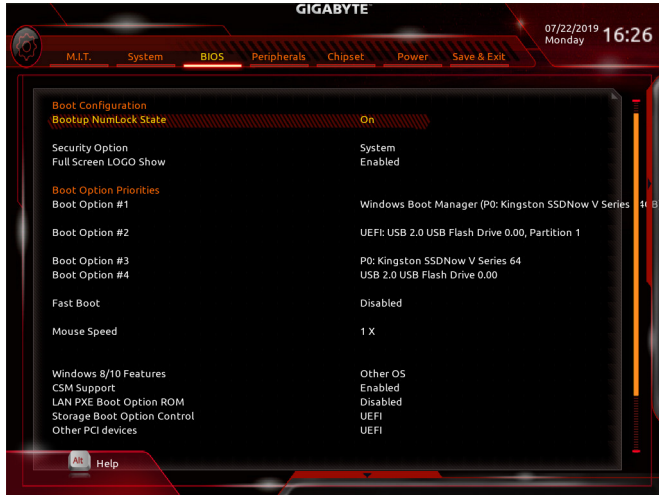 GIGABYTE
07/22/2019
Monday
16:26
M.I.T. System BIOS Peripherals Chipset Power Save & Exit
Boot Configuration
Bootup NumLock State On
Security Option System
Full Screen LOGO Show Enabled
Boot Option Priorities
Boot Option #1 Windows Boot Manager (P0: Kingston SSDNow V Series
Boot Option #2 UEFI: USB 2.0 USB Flash Drive 0.00, Partition 1
Boot Option #3 P0: Kingston SSDNow V Series 64
Boot Option #4 USB 2.0 USB Flash Drive 0.00
Fast Boot Disabled
Mouse Speed 1 X
Windows 8/10 Features Other OS
CSM Support Enabled
LAN PXE Boot Option ROM Disabled
Storage Boot Option Control UEFI
Other PCI devices UEFI
Alt Help